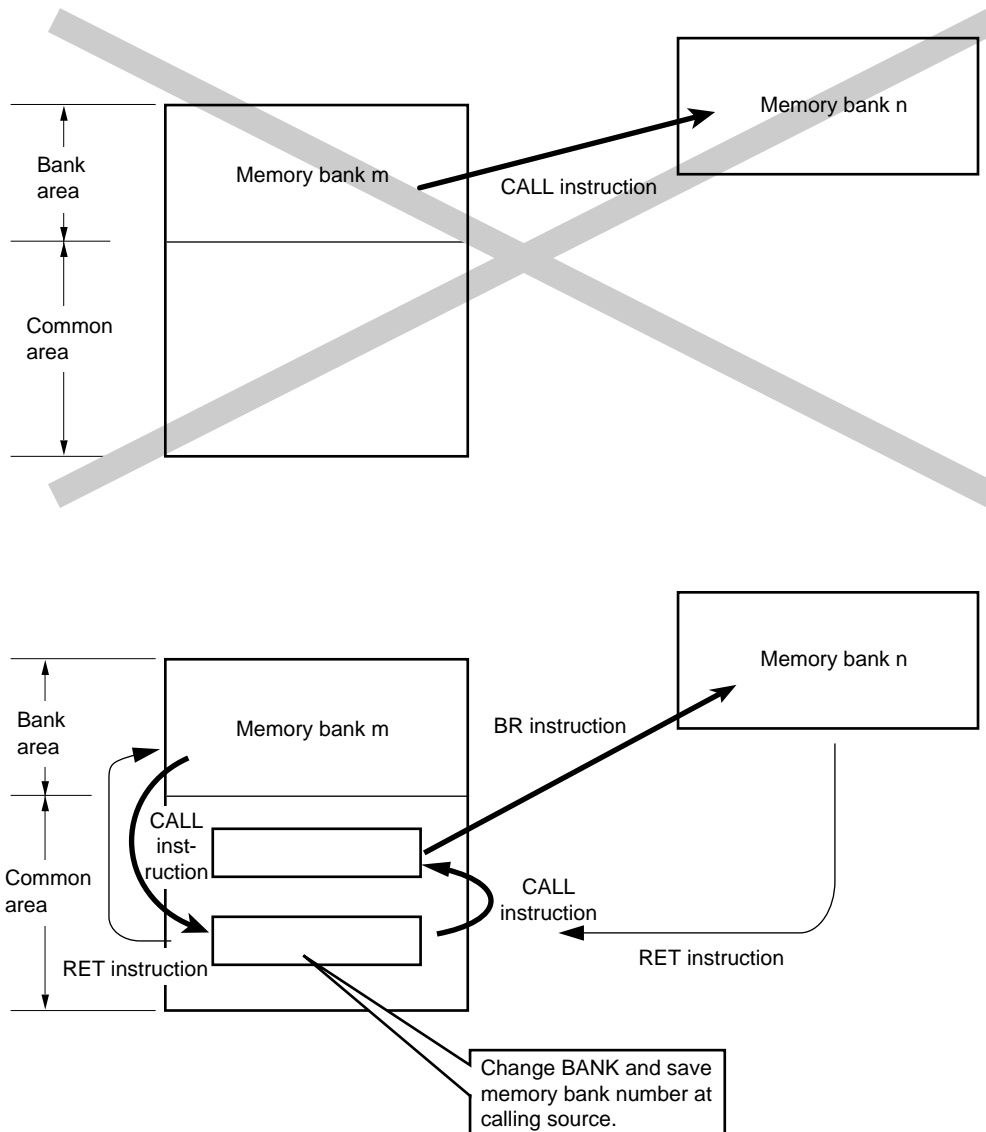 Memory bank n
Bank
area
Memory bank m
CALL instruction
Common
area
Memory bank n
Bank
area
Memory bank m
BR instruction
CALL
inst-
ruction
Common
area
CALL
instruction
RET instruction
RET instruction
Change BANK and save
memory bank number at
calling source.